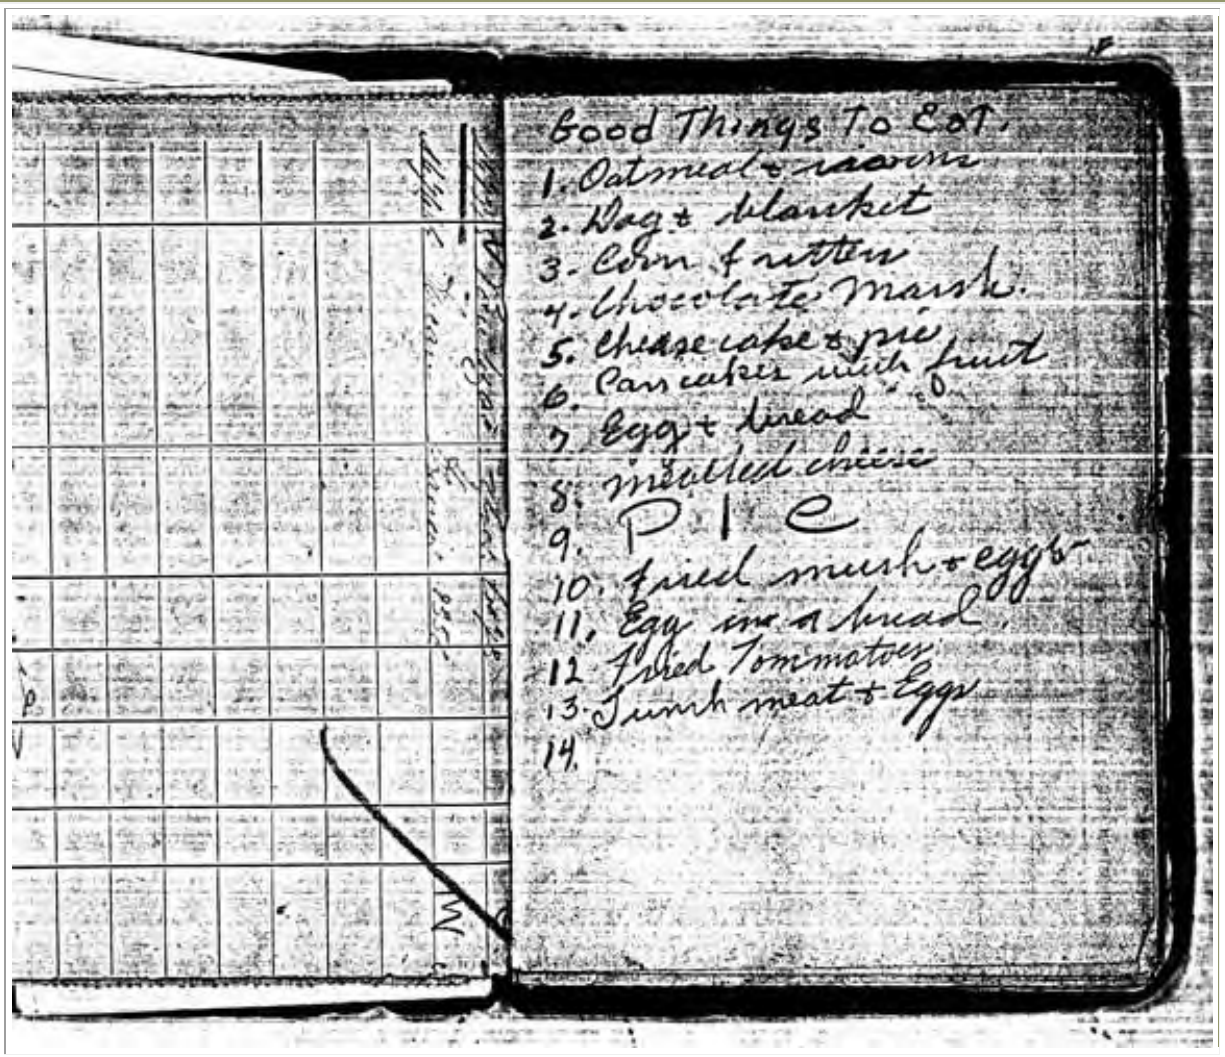 Good Things To Eat.
1. Oatmeal & raisins
2. Dog & blanket
3. Corn fritters
4. Chocolate Marsh.
5. Cheese cake & pie
6. Pancakes with fruit
7. Egg & bread
8. Mealted cheese
9. PIE
10. Fried mush & eggs
11. Egg in a bread.
12 Fried Tommatoes
13. Lunch meat & Eggs
14.